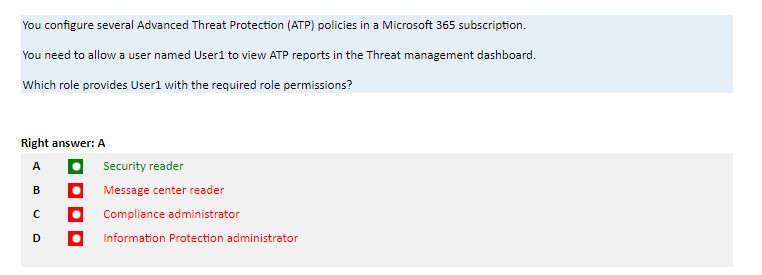 You configure several Advanced Threat Protection (ATP) policies in a Microsoft 365 subscription.
You need to allow a user named User1 to view ATP reports in the Threat management dashboard.
Which role provides User1 with the required role permissions?
Right answer: A
A Security reader
B Message center reader
C Compliance administrator
D Information Protection administrator